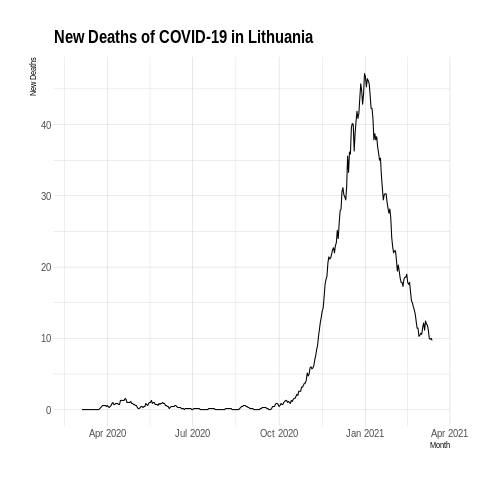 New Deaths of COVID-19 in Lithuania
New Deaths
40
30
20
10
0
Apr 2020 Jul 2020 Oct 2020 Jan 2021 Apr 2021
Month